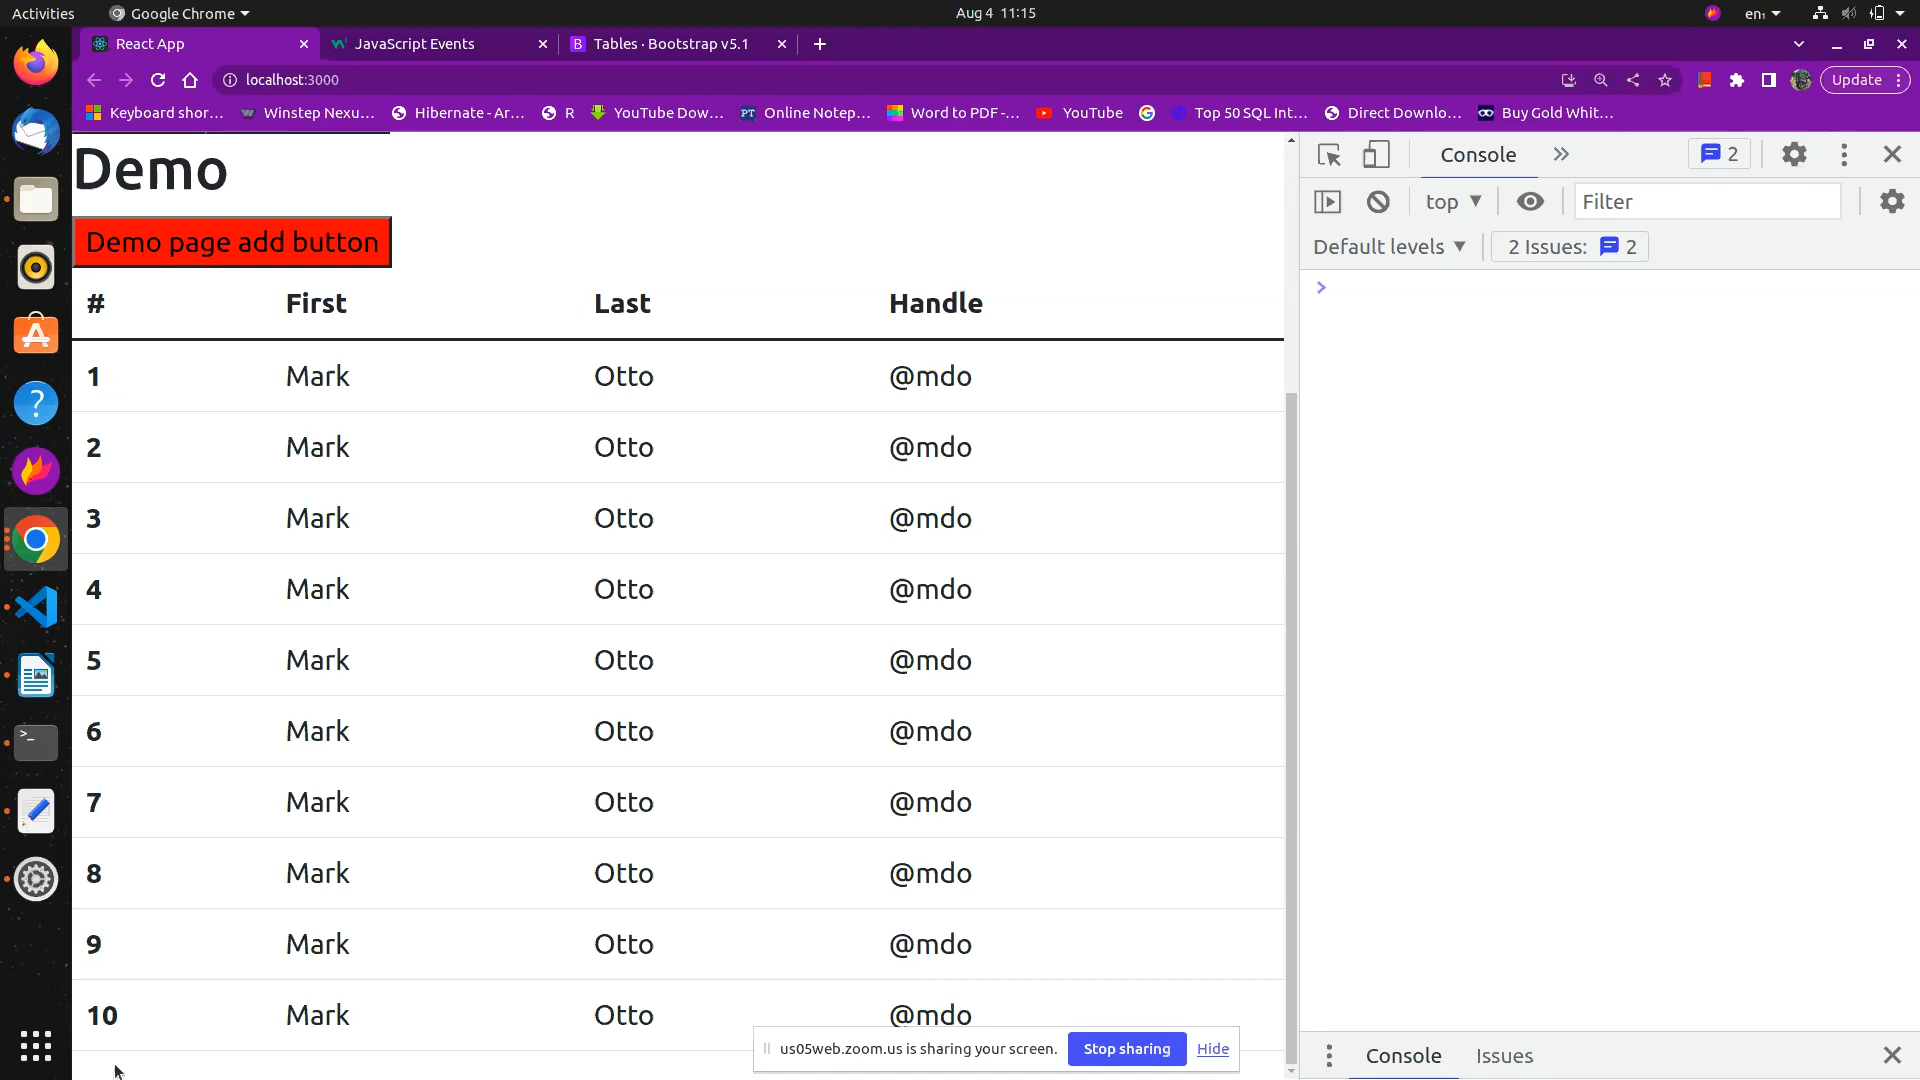 Activities Google Chrome Aug 4 11:15 en₁
React App JavaScript Events Tables · Bootstrap v5.1
localhost:3000 Update
Keyboard shor... Winstep Nexu... Hibernate - Ar... R YouTube Dow... Online Notep... Word to PDF -... YouTube Top 50 SQL Int... Direct Downlo... Buy Gold Whit...
Demo
Demo page add button
# First Last Handle
1 Mark Otto @mdo
2 Mark Otto @mdo
3 Mark Otto @mdo
4 Mark Otto @mdo
5 Mark Otto @mdo
6 Mark Otto @mdo
7 Mark Otto @mdo
8 Mark Otto @mdo
9 Mark Otto @mdo
10 Mark Otto @mdo
us05web.zoom.us is sharing your screen. Stop sharing Hide
Console 2
top Filter
Default levels 2 Issues: 2
Console Issues